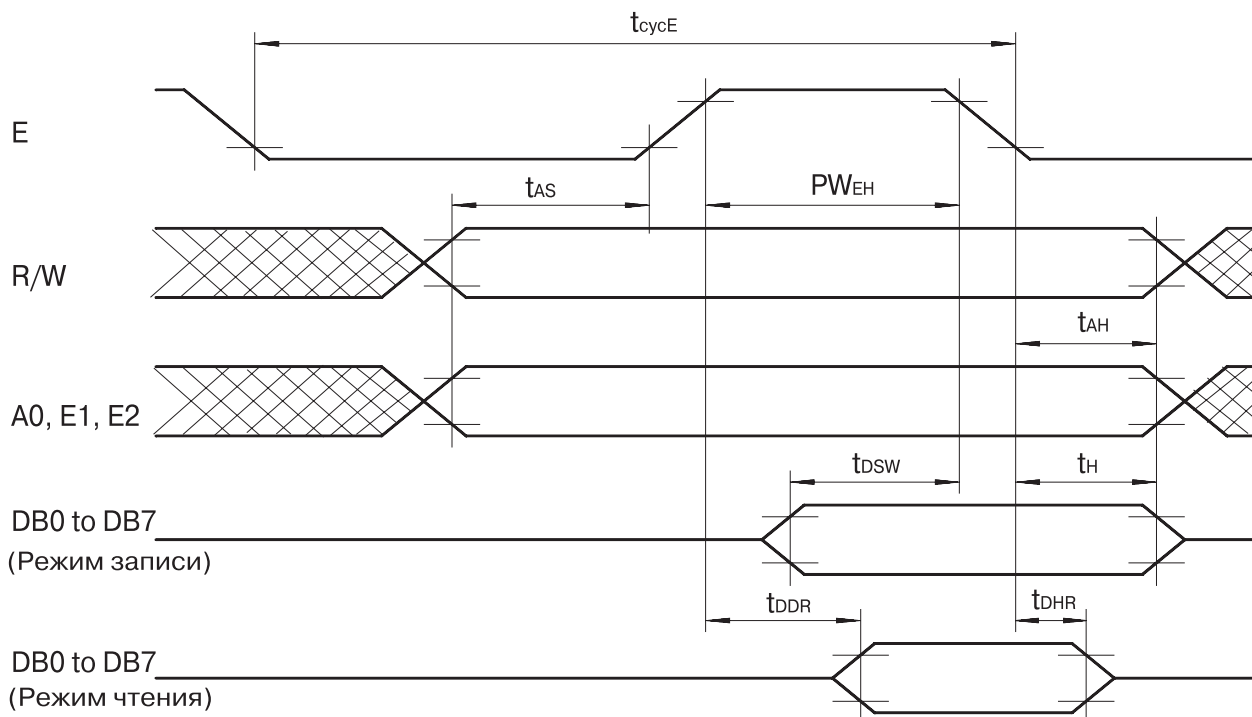 tcycE
E
tAS
PWEH
R/W
tAH
A0, E1, E2
tDSW
tH
DB0 to DB7
(Режим записи)
tDDR
tDHR
DB0 to DB7
(Режим чтения)